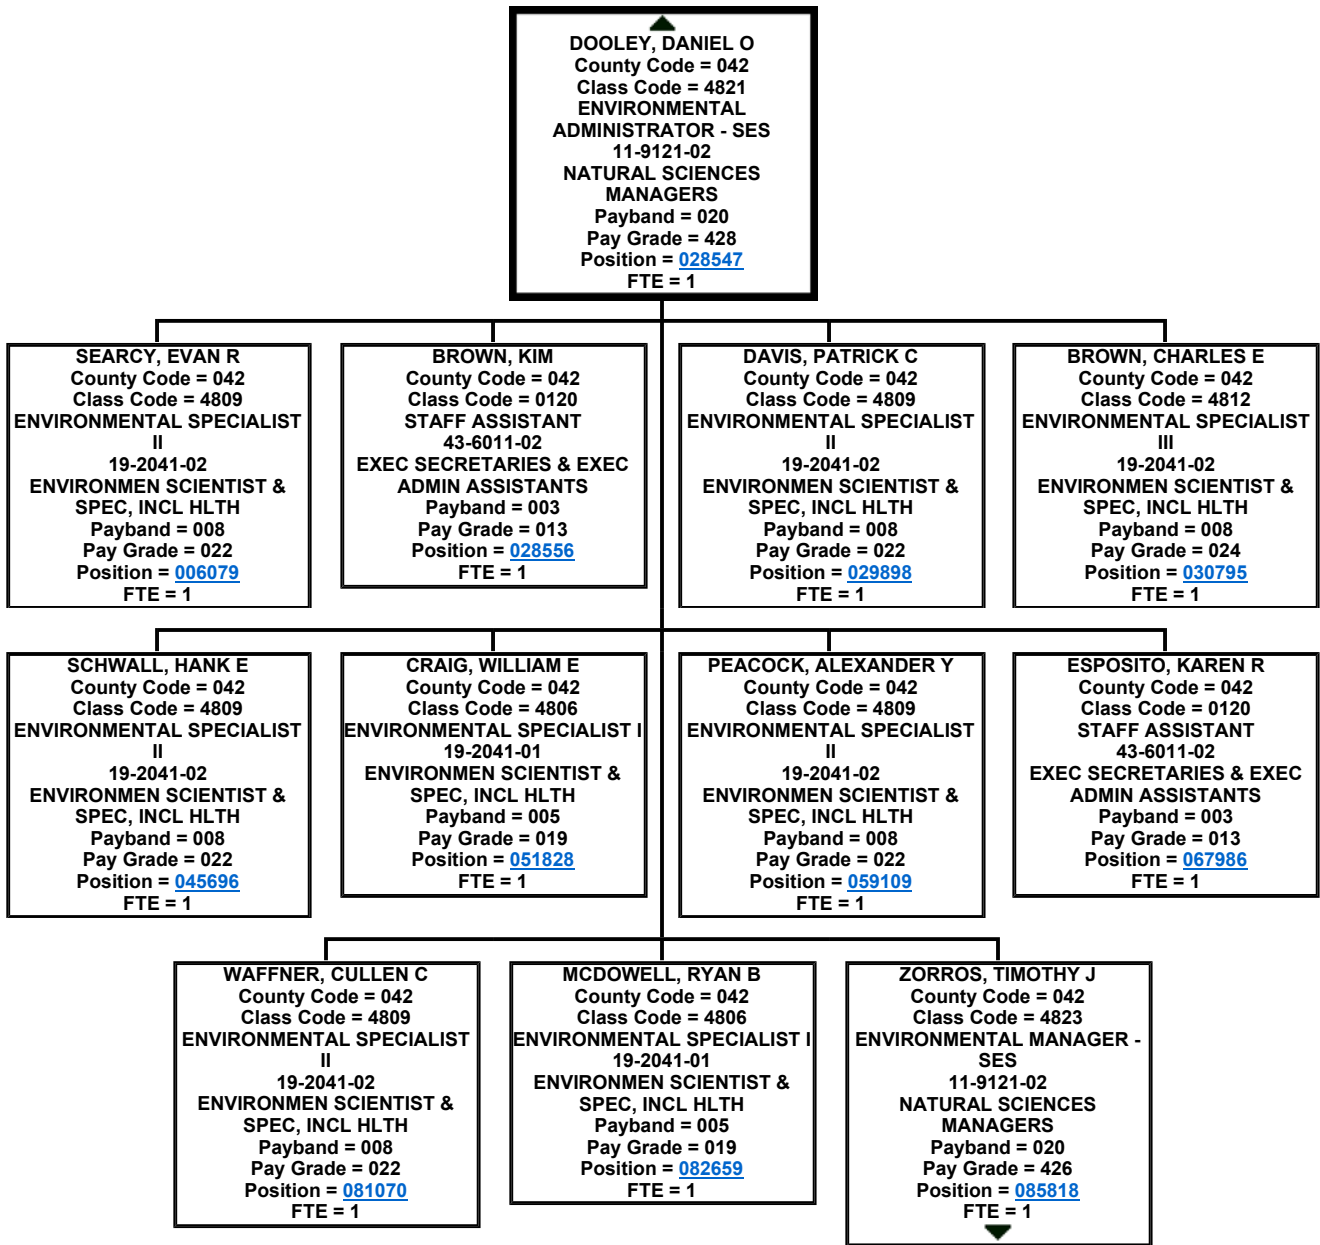 DOOLEY, DANIEL O
County Code = 042
Class Code = 4821
ENVIRONMENTAL
ADMINISTRATOR - SES
11-9121-02
NATURAL SCIENCES
MANAGERS
Payband = 020
Pay Grade = 428
Position = 028547
FTE = 1
SEARCY, EVAN R
County Code = 042
Class Code = 4809
ENVIRONMENTAL SPECIALIST
II
19-2041-02
ENVIRONMEN SCIENTIST &
SPEC, INCL HLTH
Payband = 008
Pay Grade = 022
Position = 006079
FTE = 1
BROWN, KIM
County Code = 042
Class Code = 0120
STAFF ASSISTANT
43-6011-02
EXEC SECRETARIES & EXEC
ADMIN ASSISTANTS
Payband = 003
Pay Grade = 013
Position = 028556
FTE = 1
DAVIS, PATRICK C
County Code = 042
Class Code = 4809
ENVIRONMENTAL SPECIALIST
II
19-2041-02
ENVIRONMEN SCIENTIST &
SPEC, INCL HLTH
Payband = 008
Pay Grade = 022
Position = 029898
FTE = 1
BROWN, CHARLES E
County Code = 042
Class Code = 4812
ENVIRONMENTAL SPECIALIST
III
19-2041-02
ENVIRONMEN SCIENTIST &
SPEC, INCL HLTH
Payband = 008
Pay Grade = 024
Position = 030795
FTE = 1
SCHWALL, HANK E
County Code = 042
Class Code = 4809
ENVIRONMENTAL SPECIALIST
II
19-2041-02
ENVIRONMEN SCIENTIST &
SPEC, INCL HLTH
Payband = 008
Pay Grade = 022
Position = 045696
FTE = 1
CRAIG, WILLIAM E
County Code = 042
Class Code = 4806
ENVIRONMENTAL SPECIALIST I
19-2041-01
ENVIRONMEN SCIENTIST &
SPEC, INCL HLTH
Payband = 005
Pay Grade = 019
Position = 051828
FTE = 1
PEACOCK, ALEXANDER Y
County Code = 042
Class Code = 4809
ENVIRONMENTAL SPECIALIST
II
19-2041-02
ENVIRONMEN SCIENTIST &
SPEC, INCL HLTH
Payband = 008
Pay Grade = 022
Position = 059109
FTE = 1
ESPOSITO, KAREN R
County Code = 042
Class Code = 0120
STAFF ASSISTANT
43-6011-02
EXEC SECRETARIES & EXEC
ADMIN ASSISTANTS
Payband = 003
Pay Grade = 013
Position = 067986
FTE = 1
WAFFNER, CULLEN C
County Code = 042
Class Code = 4809
ENVIRONMENTAL SPECIALIST
II
19-2041-02
ENVIRONMEN SCIENTIST &
SPEC, INCL HLTH
Payband = 008
Pay Grade = 022
Position = 081070
FTE = 1
MCDOWELL, RYAN B
County Code = 042
Class Code = 4806
ENVIRONMENTAL SPECIALIST I
19-2041-01
ENVIRONMEN SCIENTIST &
SPEC, INCL HLTH
Payband = 005
Pay Grade = 019
Position = 082659
FTE = 1
ZORROS, TIMOTHY J
County Code = 042
Class Code = 4823
ENVIRONMENTAL MANAGER -
SES
11-9121-02
NATURAL SCIENCES
MANAGERS
Payband = 020
Pay Grade = 426
Position = 085818
FTE = 1